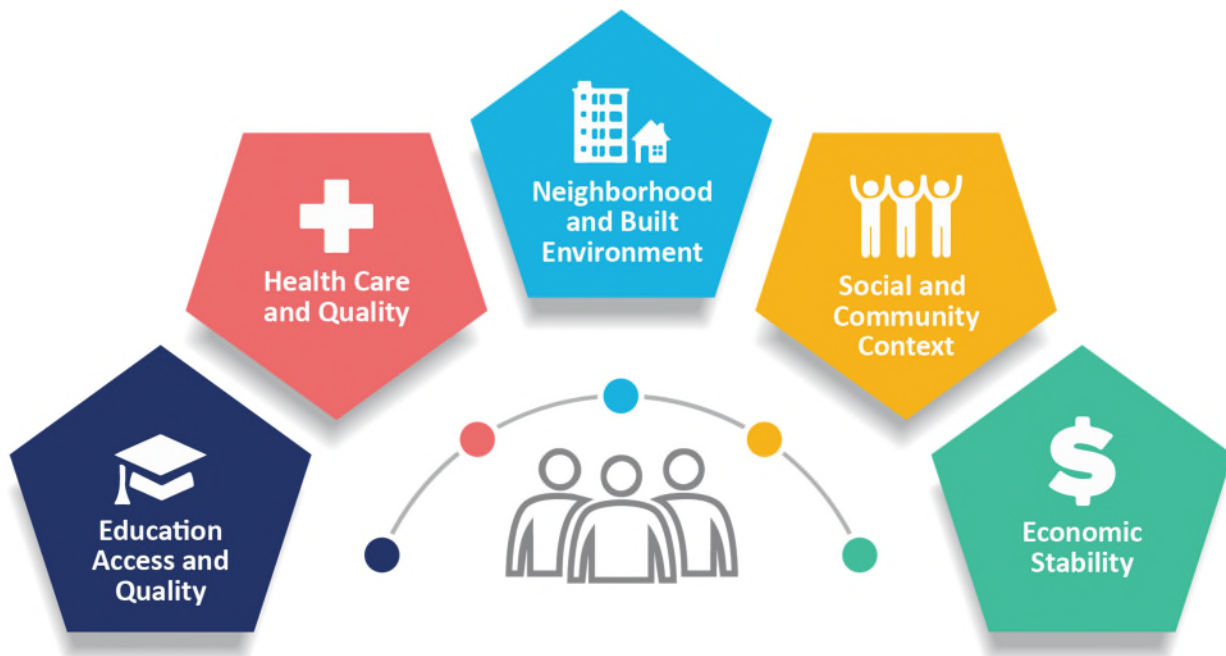 Education
Access and
Quality
Health Care
and Quality
Neighborhood
and Built
Environment
Social and
Community
Context
$
Economic
Stability